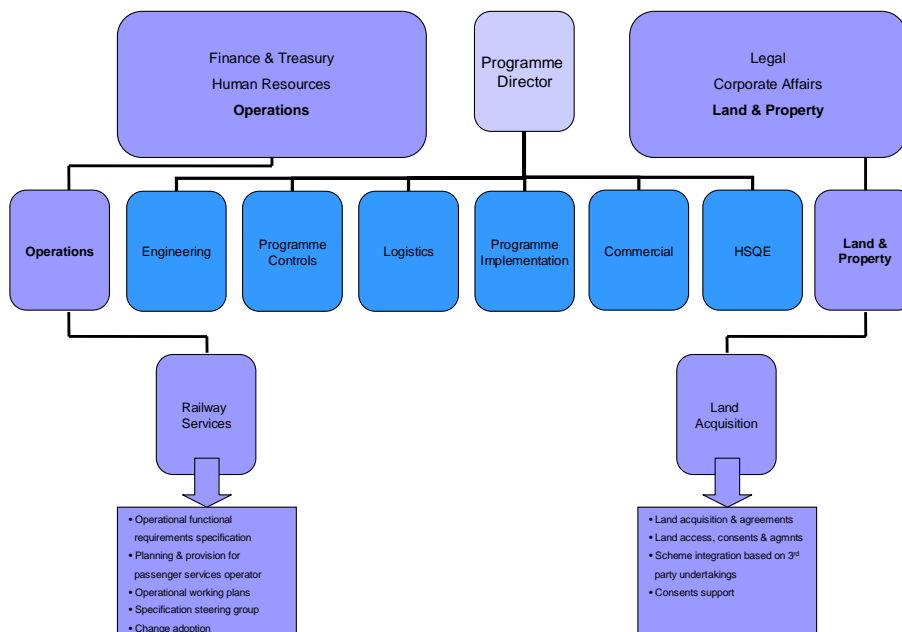 Finance & Treasury
Human Resources
Operations
Programme
Director
Legal
Corporate Affairs
Land & Property
Operations
Engineering
Programme
Controls
Logistics
Programme
Implementation
Commercial
HSQE
Land &
Property
Railway
Services
Land
Acquisition
• Operational functional
requirements specification
• Planning & provision for
passenger services operator
• Operational working plans
• Specification steering group
• Change adoption
• Land acquisition & agreements
• Land access, consents & agmnts
• Scheme integration based on 3rd
party undertakings
• Consents support